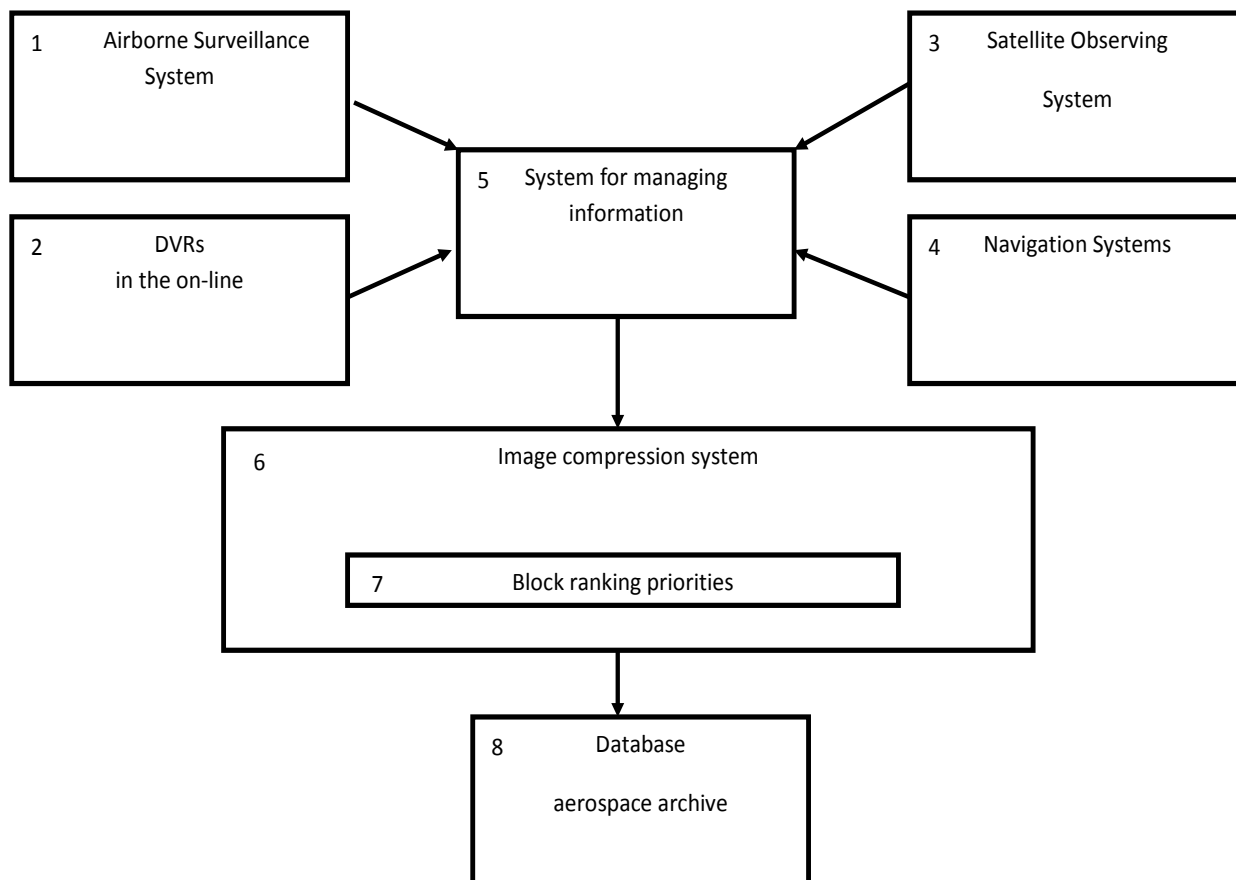 1 Airborne Surveillance
System
3 Satellite Observing
System
5 System for managing
information
2 DVRs
in the on-line
4 Navigation Systems
6 Image compression system
7 Block ranking priorities
8 Database
aerospace archive